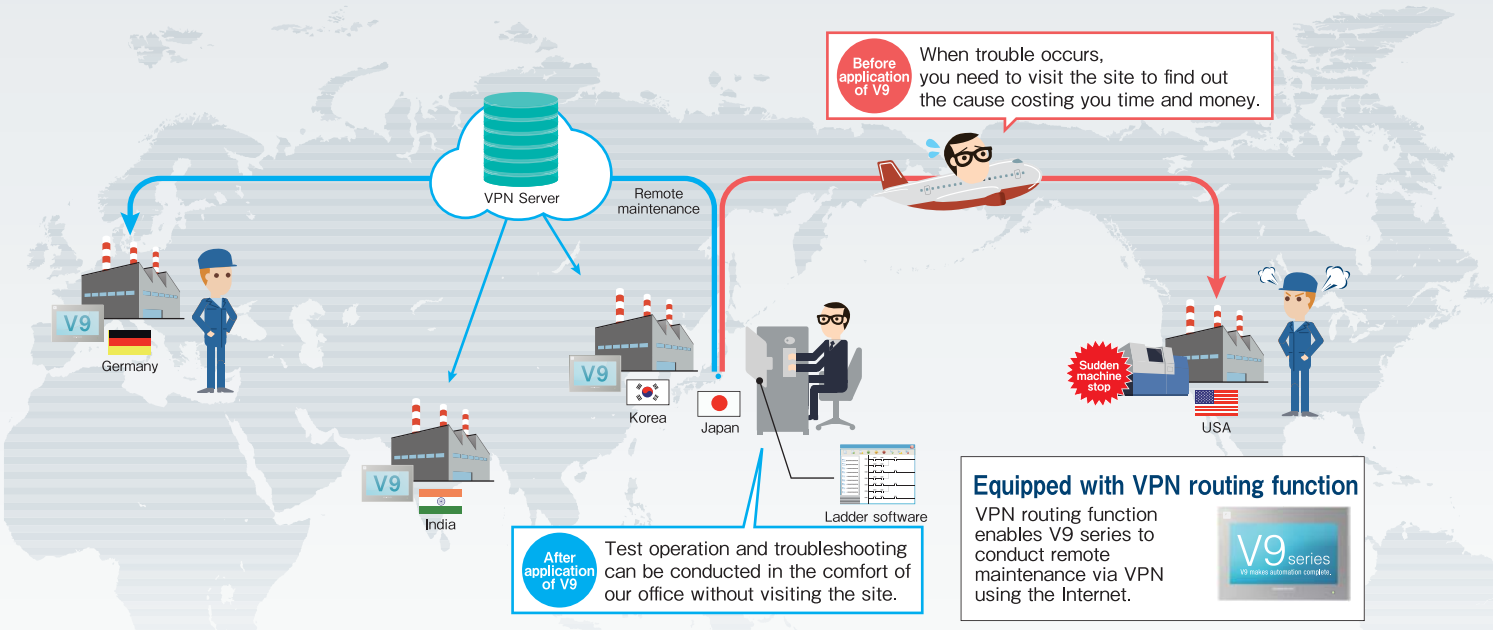 Before
application
of V9
When trouble occurs,
you need to visit the site to find out
the cause costing you time and money.
VPN Server
Remote
maintenance
V9
Germany
V9
India
V9
Korea
Japan
Ladder software
Sudden
machine
stop
USA
After
application
of V9
Test operation and troubleshooting
can be conducted in the comfort of
our office without visiting the site.
Equipped with VPN routing function
VPN routing function
enables V9 series to
conduct remote
maintenance via VPN
using the Internet.
V9 series
V9 makes automation complete.